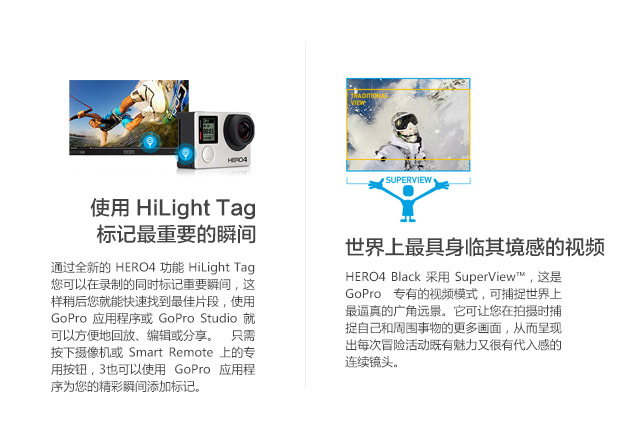 HERO4
使用 HiLight Tag
标记最重要的瞬间
通过全新的 HERO4 功能 HiLight Tag
您可以在录制的同时标记重要瞬间，这
样稍后您就能快速找到最佳片段，使用
GoPro 应用程序或 GoPro Studio 就
可以方便地回放、编辑或分享。 只需
按下摄像机或 Smart Remote 上的专
用按钮，3也可以使用 GoPro 应用程
序为您的精彩瞬间添加标记。
TRADITIONAL
VIEW
SUPERVIEW
世界上最具身临其境感的视频
HERO4 Black 采用 SuperView™，这是
GoPro 专有的视频模式，可捕捉世界上
最逼真的广角远景。它可让您在拍摄时捕
捉自己和周围事物的更多画面，从而呈现
出每次冒险活动既有魅力又很有代入感的
连续镜头。